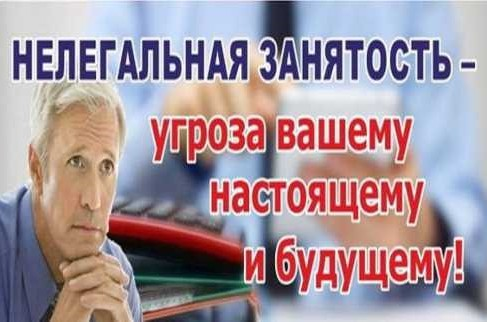 НЕЛЕГАЛЬНАЯ ЗАНЯТОСТЬ –
угроза вашему
настоящему
и будущему!